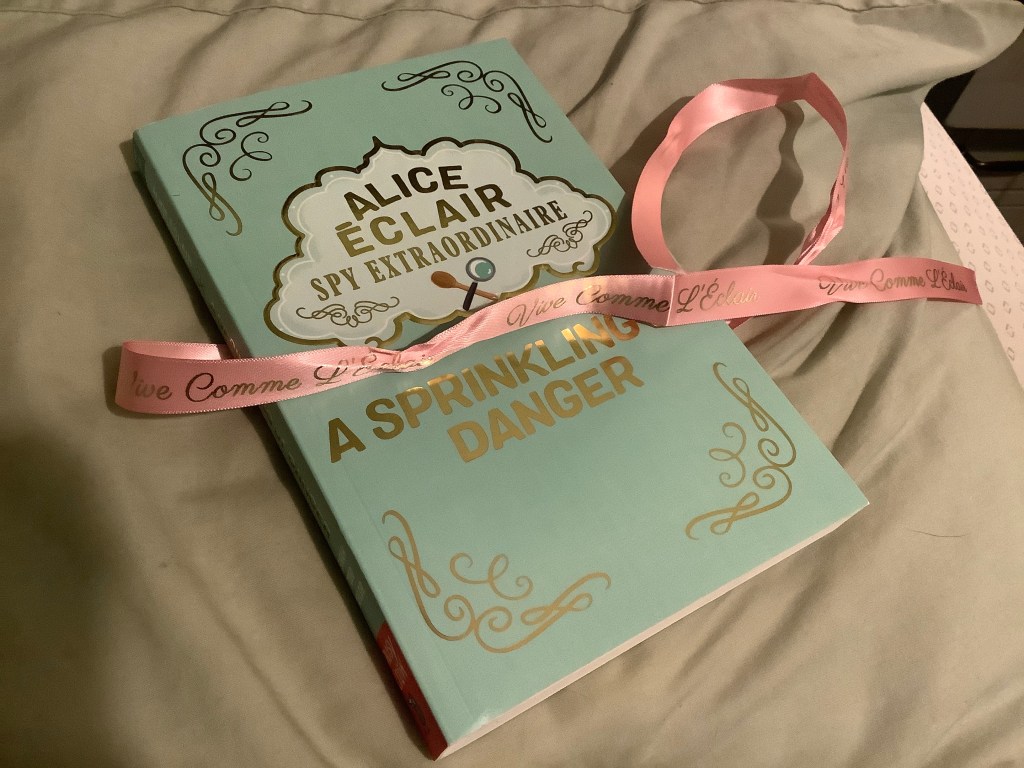 ALICE
ÉCLAIR
SPY EXTRAORDINAIRE
Vive Comme L'Éclair
Vive Comme L'Éclair
Vive Comme L'Éclair
A SPRINKLING
DANGER